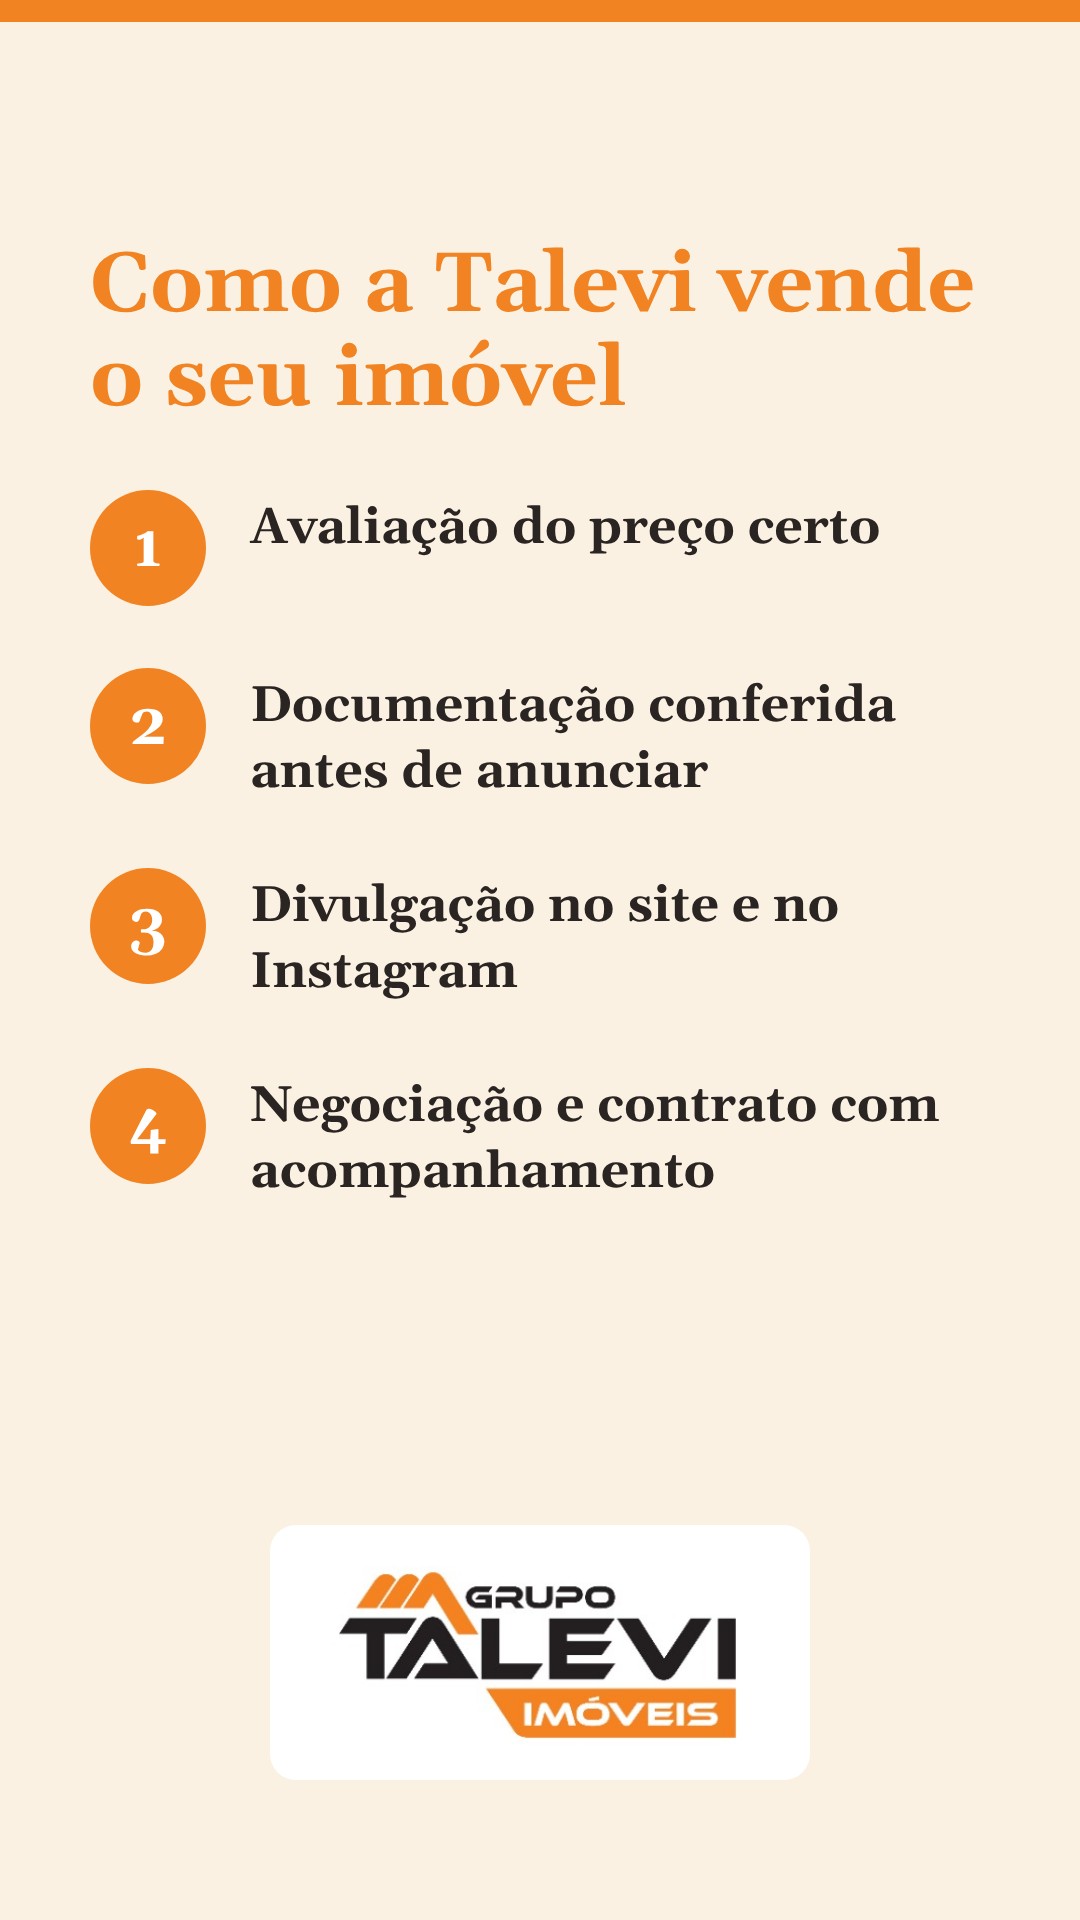 Como a Talevi vende
o seu imóvel
1
Avaliação do preço certo
2
Documentação conferida
antes de anunciar
3
Divulgação no site e no
Instagram
4
Negociação e contrato com
acompanhamento
GRUPO
TALEVI
IMÓVEIS